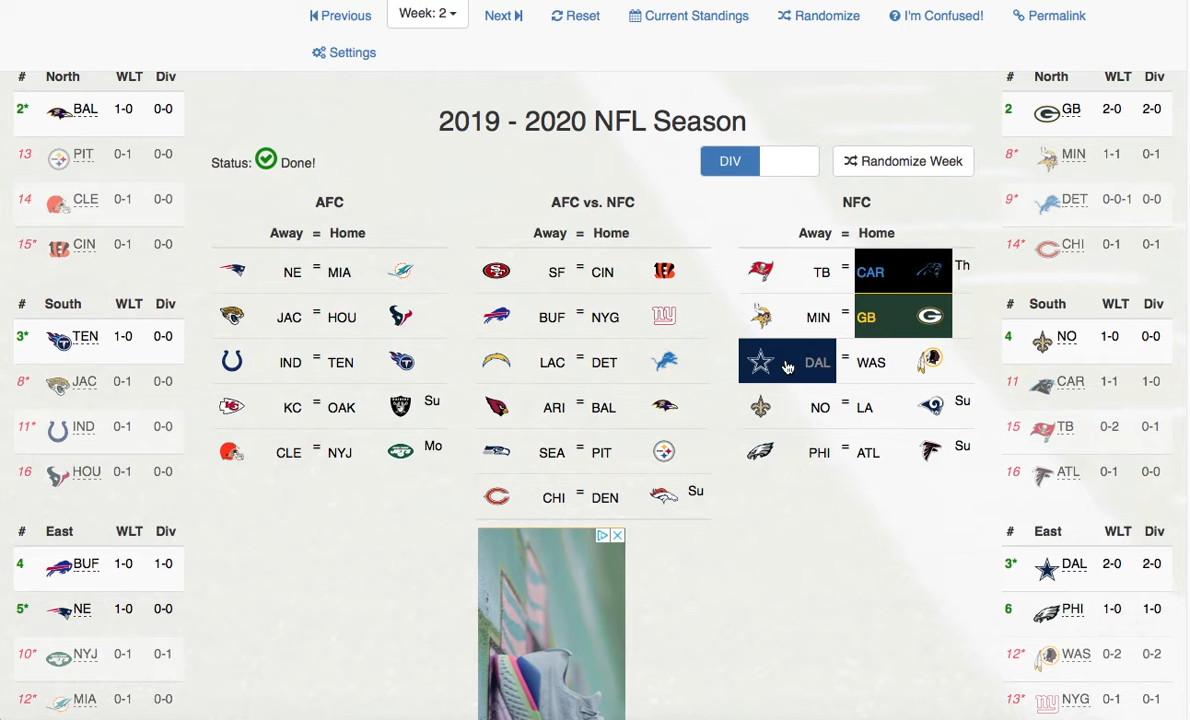 Previous Week: 2 Next Reset Current Standings Randomize I'm Confused! Permalink
Settings
# North WLT Div
2* BAL 1-0 0-0
13 PIT 0-1 0-0
14 CLE 0-1 0-0
15* CIN 0-1 0-0
# South WLT Div
3* TEN 1-0 0-0
8* JAC 0-1 0-0
11* IND 0-1 0-0
16 HOU 0-1 0-0
# East WLT Div
4 BUF 1-0 1-0
5* NE 1-0 0-0
10* NYJ 0-1 0-1
12* MIA 0-1 0-0
2019 - 2020 NFL Season
Status: Done!
DIV
Randomize Week
AFC
Away = Home
NE = MIA
JAC = HOU
IND = TEN
KC = OAK Su
CLE = NYJ Mo
AFC vs. NFC
Away = Home
SF = CIN
BUF = NYG
LAC = DET
ARI = BAL
SEA = PIT
CHI = DEN Su
NFC
Away = Home
TB = CAR Th
MIN = GB
DAL = WAS
NO = LA Su
PHI = ATL Su
# North WLT Div
2 GB 2-0 2-0
8* MIN 1-1 0-1
9* DET 0-0-1 0-0
14* CHI 0-1 0-1
# South WLT Div
4 NO 1-0 0-0
11 CAR 1-1 1-0
15 TB 0-2 0-1
16 ATL 0-1 0-0
# East WLT Div
3* DAL 2-0 2-0
6 PHI 1-0 1-0
12* WAS 0-2 0-2
13* NYG 0-1 0-1